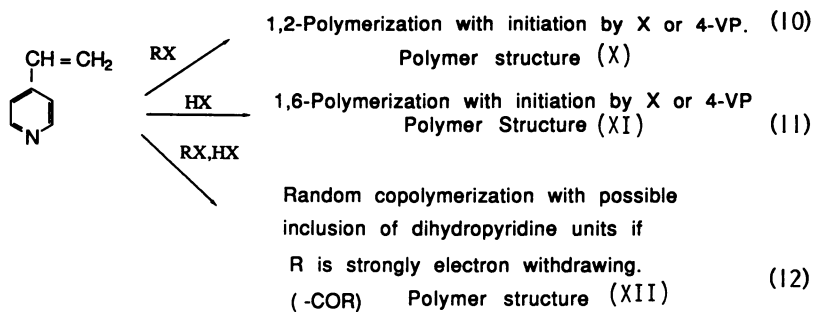 1,2-Polymerization with initiation by X or 4-VP. (10)
Polymer structure (X)
CH=CH2
RX
HX
1,6-Polymerization with initiation by X or 4-VP
Polymer Structure (XI) (11)
N
RX,HX
Random copolymerization with possible
inclusion of dihydropyridine units if
R is strongly electron withdrawing. (12)
(-COR) Polymer structure (XII)